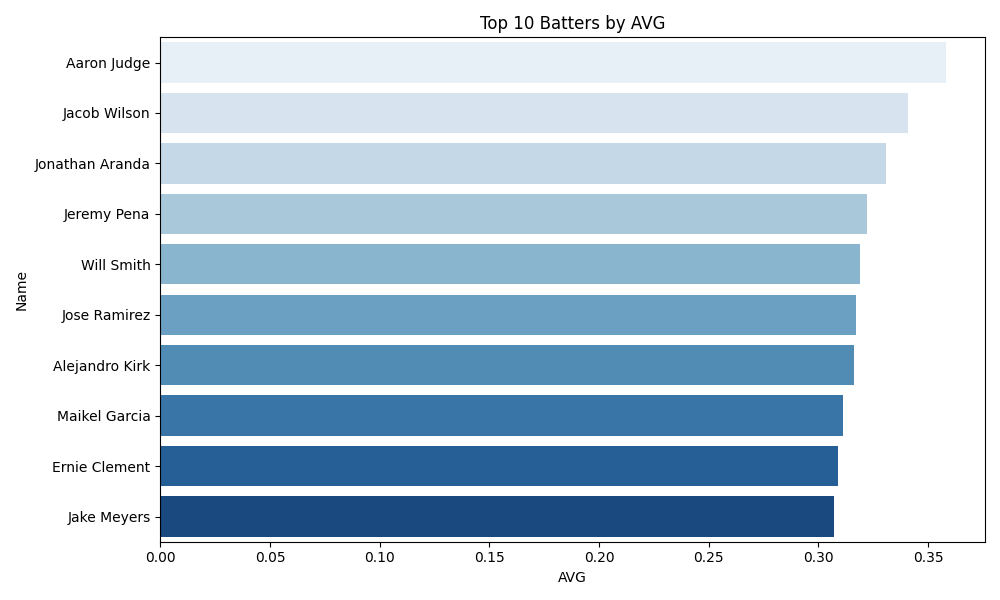 Top 10 Batters by AVG
Name
Aaron Judge
Jacob Wilson
Jonathan Aranda
Jeremy Pena
Will Smith
Jose Ramirez
Alejandro Kirk
Maikel Garcia
Ernie Clement
Jake Meyers
0.00 0.05 0.10 0.15 0.20 0.25 0.30 0.35
AVG